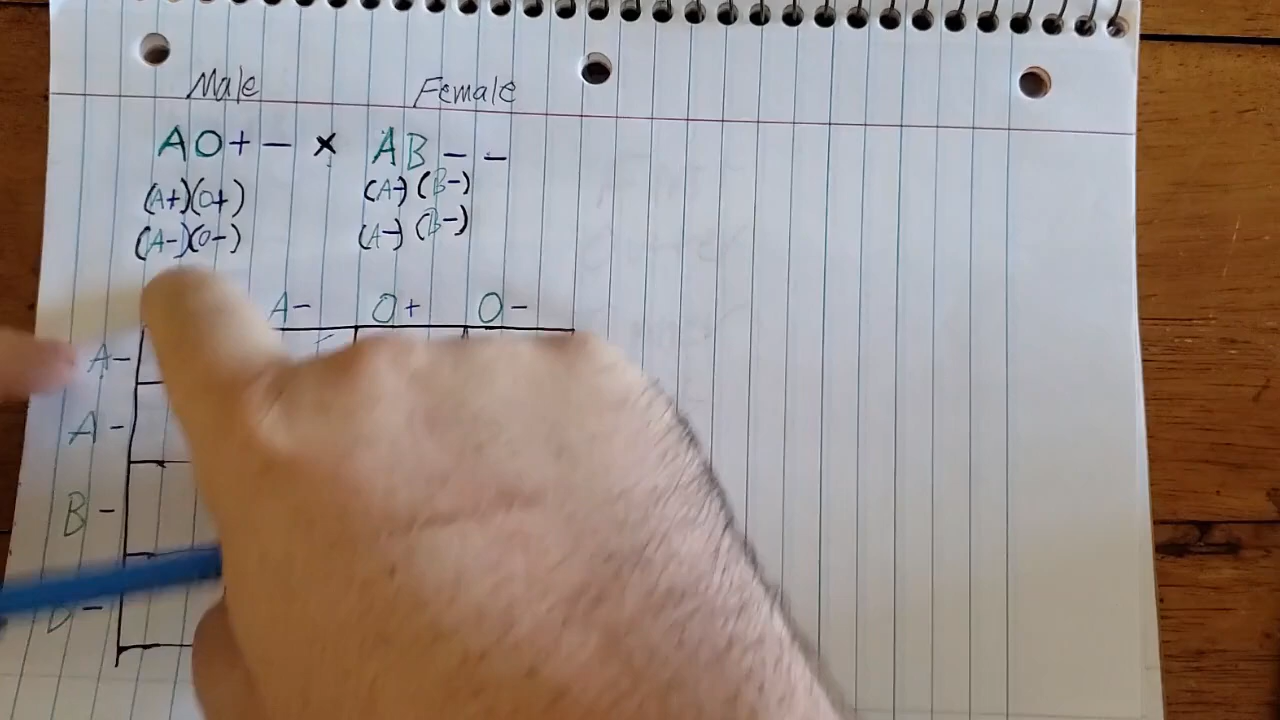 Male Female
AO+- × AB--
(A+)(O+) (A-)(B-)
(A-)(O-) (A-)(B-)
A- O+ O-
A-
A-
B-